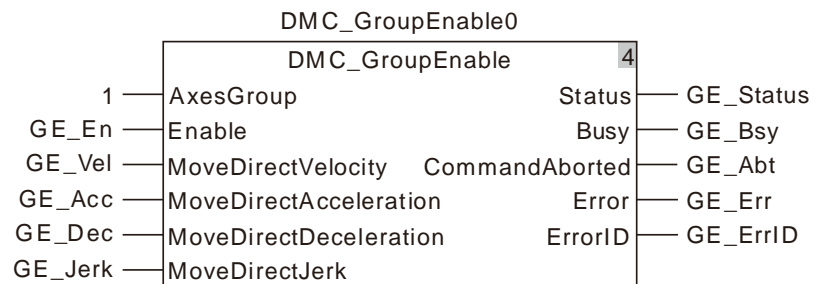 DMC_GroupEnable0
DMC_GroupEnable 4
1 AxesGroup Status GE_Status
GE_En Enable Busy GE_Bsy
GE_Vel MoveDirectVelocity CommandAborted GE_Abt
GE_Acc MoveDirectAcceleration Error GE_Err
GE_Dec MoveDirectDeceleration ErrorID GE_ErrID
GE_Jerk MoveDirectJerk